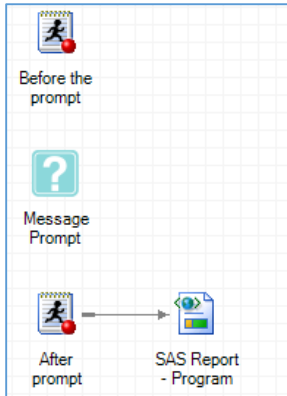 Before the
prompt
?
Message
Prompt
After
prompt
SAS Report
- Program